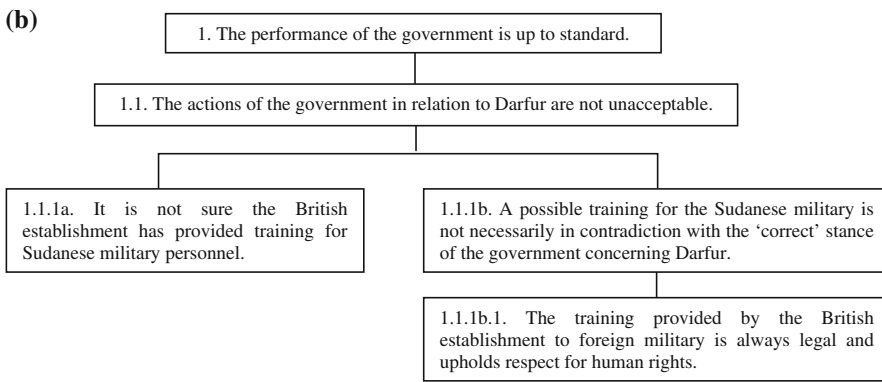 (b)
1. The performance of the government is up to standard.
1.1. The actions of the government in relation to Darfur are not unacceptable.
1.1.1a. It is not sure the British
establishment has provided training for
Sudanese military personnel.
1.1.1b. A possible training for the Sudanese military is
not necessarily in contradiction with the ‘correct’ stance
of the government concerning Darfur.
1.1.1b.1. The training provided by the British
establishment to foreign military is always legal and
upholds respect for human rights.